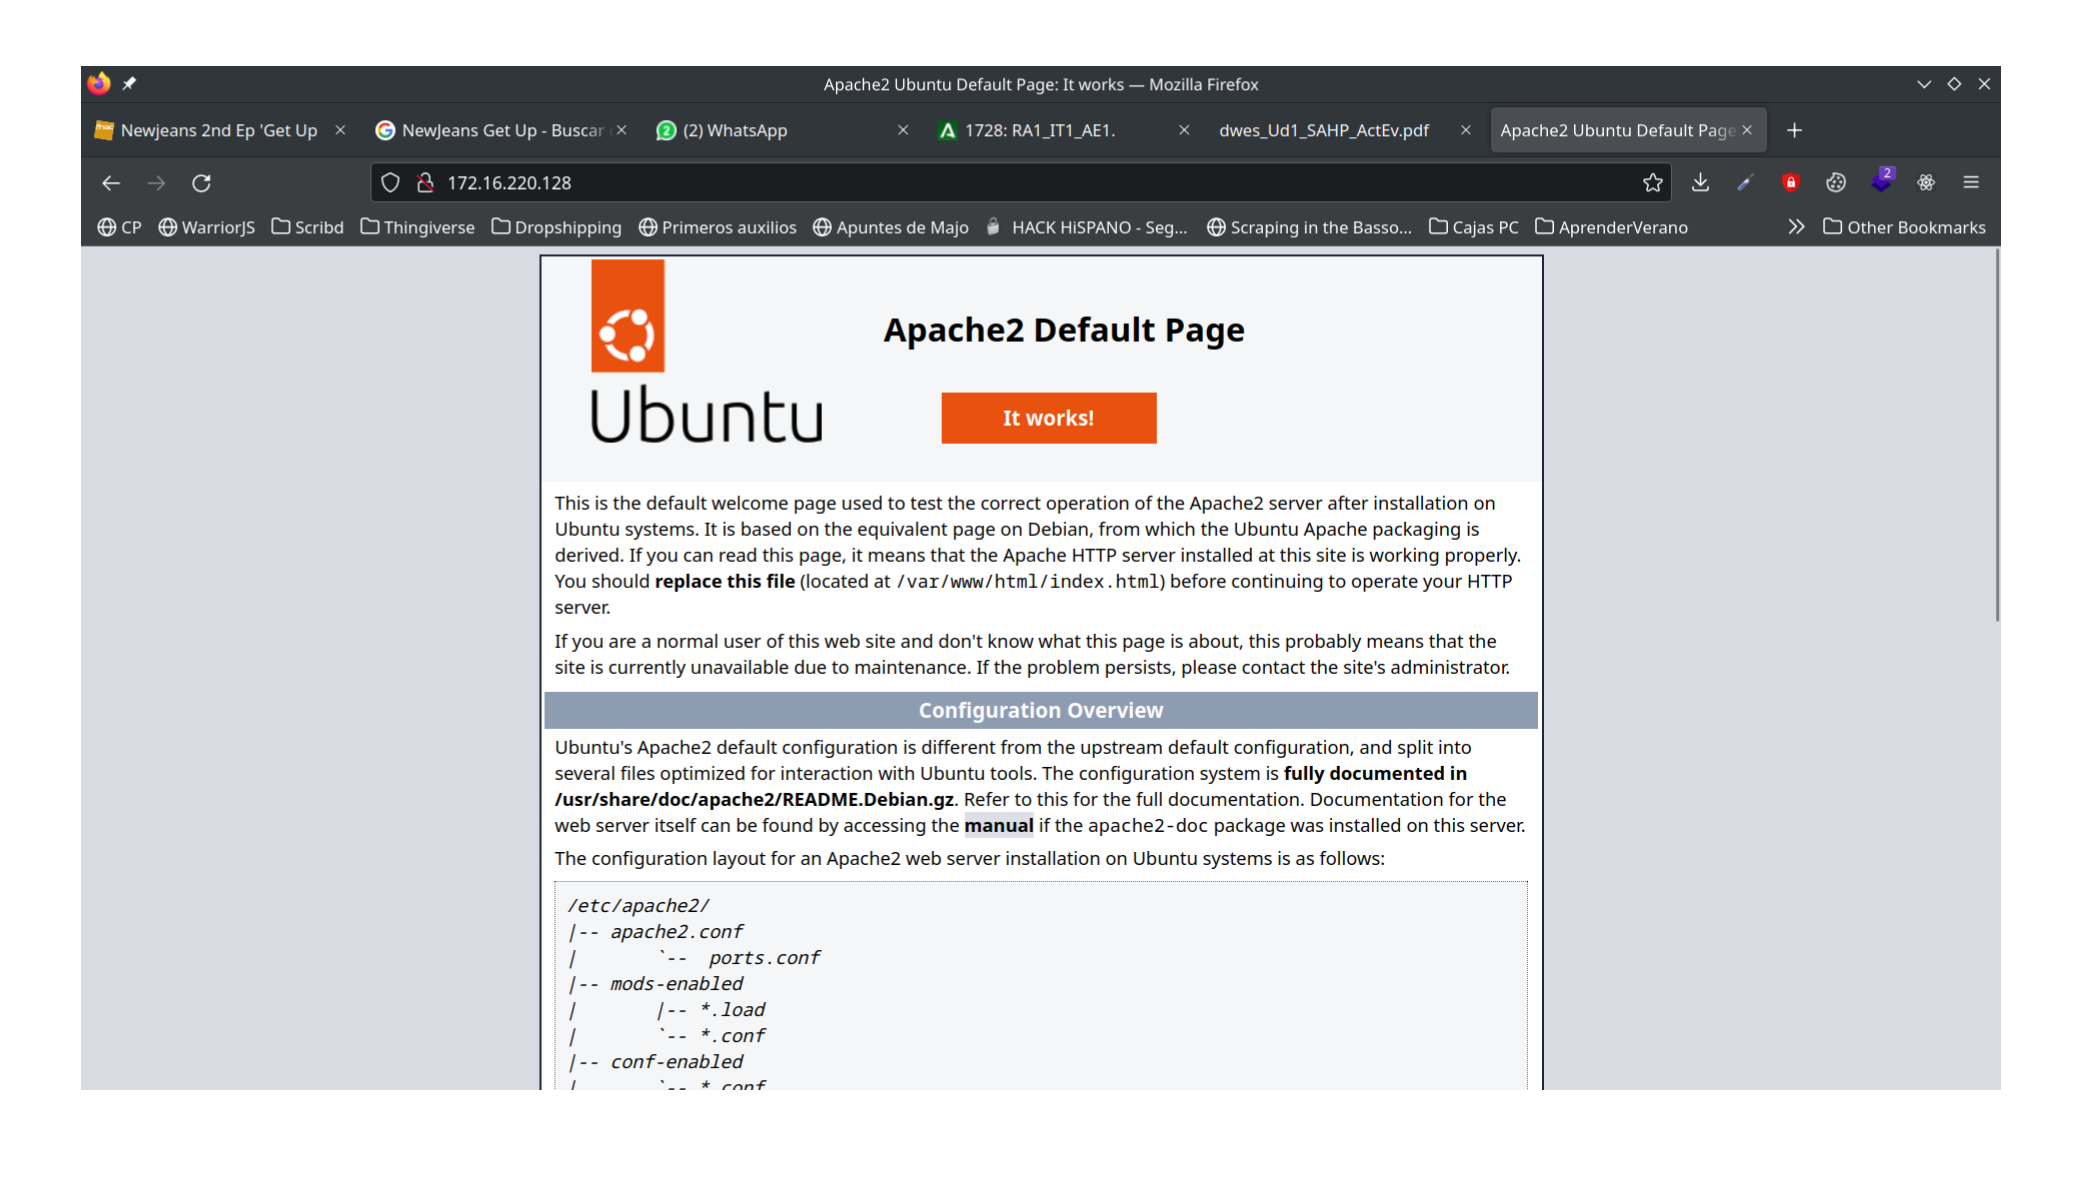 Apache2 Ubuntu Default Page: It works — Mozilla Firefox
Newjeans 2nd Ep 'Get Up
NewJeans Get Up - Buscar
(2) WhatsApp
1728: RA1_IT1_AE1.
dwes_Ud1_SAHP_ActEv.pdf
Apache2 Ubuntu Default Page
172.16.220.128
2
CP
WarriorJS
Scribd
Thingiverse
Dropshipping
Primeros auxilios
Apuntes de Majo
HACK HiSPANO - Seg...
Scraping in the Basso...
Cajas PC
AprenderVerano
Other Bookmarks
Ubuntu
Apache2 Default Page
It works!
This is the default welcome page used to test the correct operation of the Apache2 server after installation on
Ubuntu systems. It is based on the equivalent page on Debian, from which the Ubuntu Apache packaging is
derived. If you can read this page, it means that the Apache HTTP server installed at this site is working properly.
You should replace this file (located at /var/www/html/index.html) before continuing to operate your HTTP
server.
If you are a normal user of this web site and don't know what this page is about, this probably means that the
site is currently unavailable due to maintenance. If the problem persists, please contact the site's administrator.
Configuration Overview
Ubuntu's Apache2 default configuration is different from the upstream default configuration, and split into
several files optimized for interaction with Ubuntu tools. The configuration system is fully documented in
/usr/share/doc/apache2/README.Debian.gz. Refer to this for the full documentation. Documentation for the
web server itself can be found by accessing the manual if the apache2-doc package was installed on this server.
The configuration layout for an Apache2 web server installation on Ubuntu systems is as follows:
/etc/apache2/
|-- apache2.conf
|       `--  ports.conf
|-- mods-enabled
|       |-- *.load
|       `-- *.conf
|-- conf-enabled
|       `-- *.conf